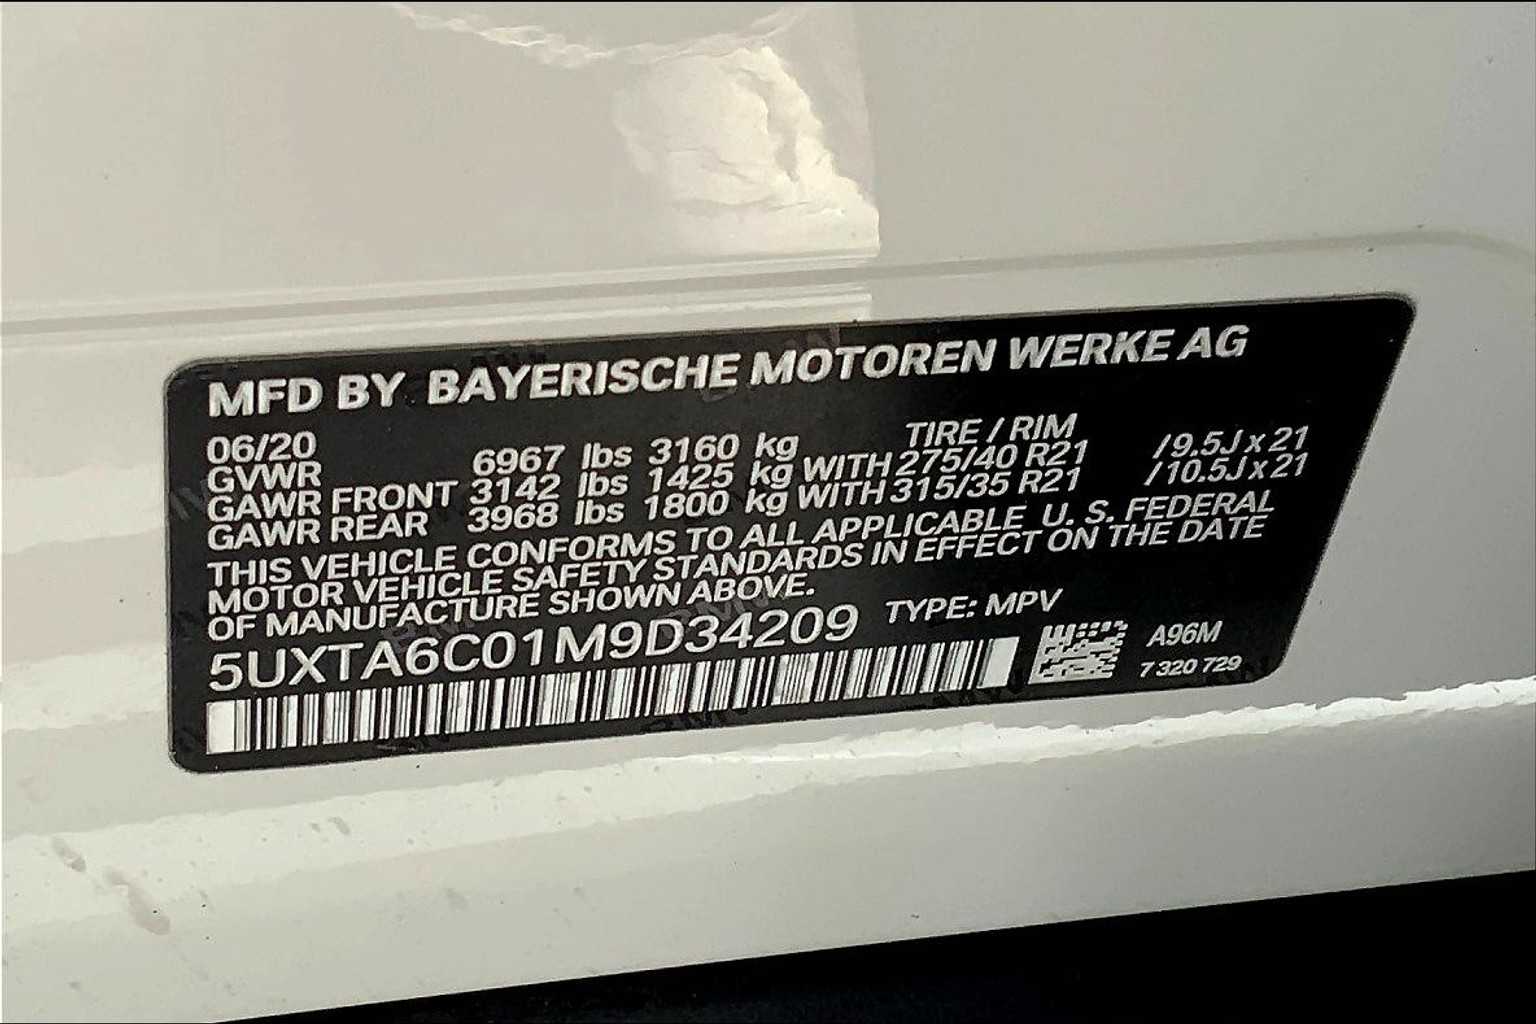 MFD BY BAYERISCHE MOTOREN WERKE AG
06/20 TIRE / RIM
GVWR 6967 lbs 3160 kg
GAWR FRONT 3142 lbs 1425 kg WITH 275/40 R21 /9.5J x 21
GAWR REAR 3968 lbs 1800 kg WITH 315/35 R21 /10.5J x 21
THIS VEHICLE CONFORMS TO ALL APPLICABLE U. S. FEDERAL
MOTOR VEHICLE SAFETY STANDARDS IN EFFECT ON THE DATE
OF MANUFACTURE SHOWN ABOVE.
5UXTA6C01M9D34209 TYPE: MPV
A96M
7 320 729